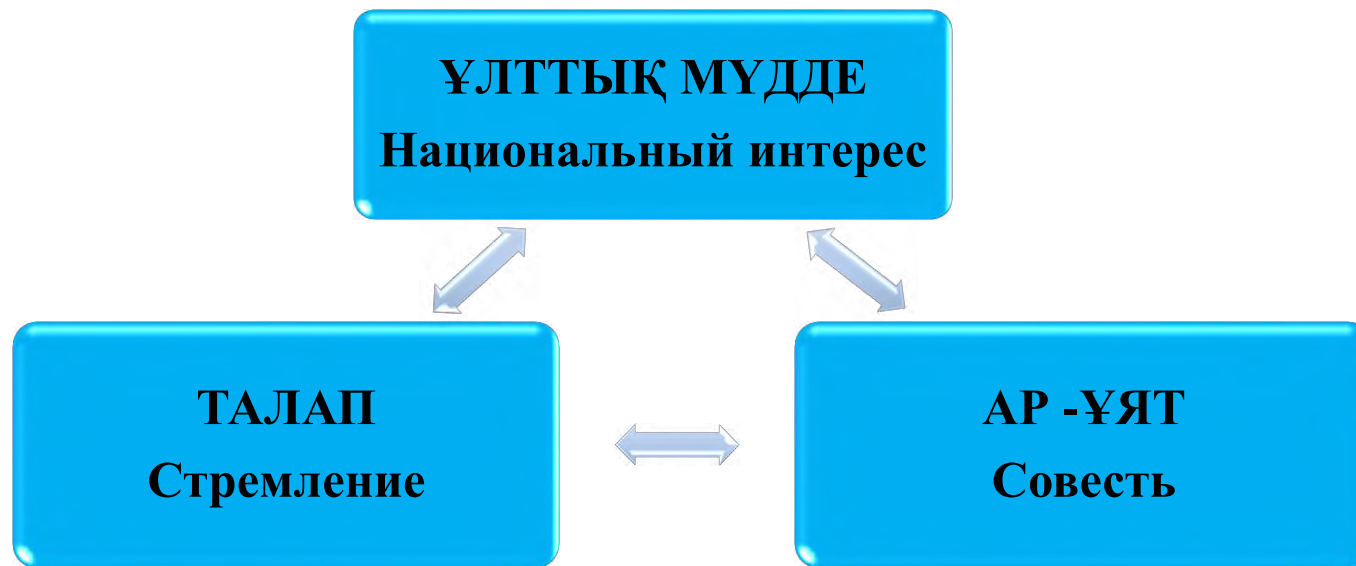 ҰЛТТЫҚ МҮДДЕ
Национальный интерес
ТАЛАП
Стремление
АР -ҰЯТ
Совесть